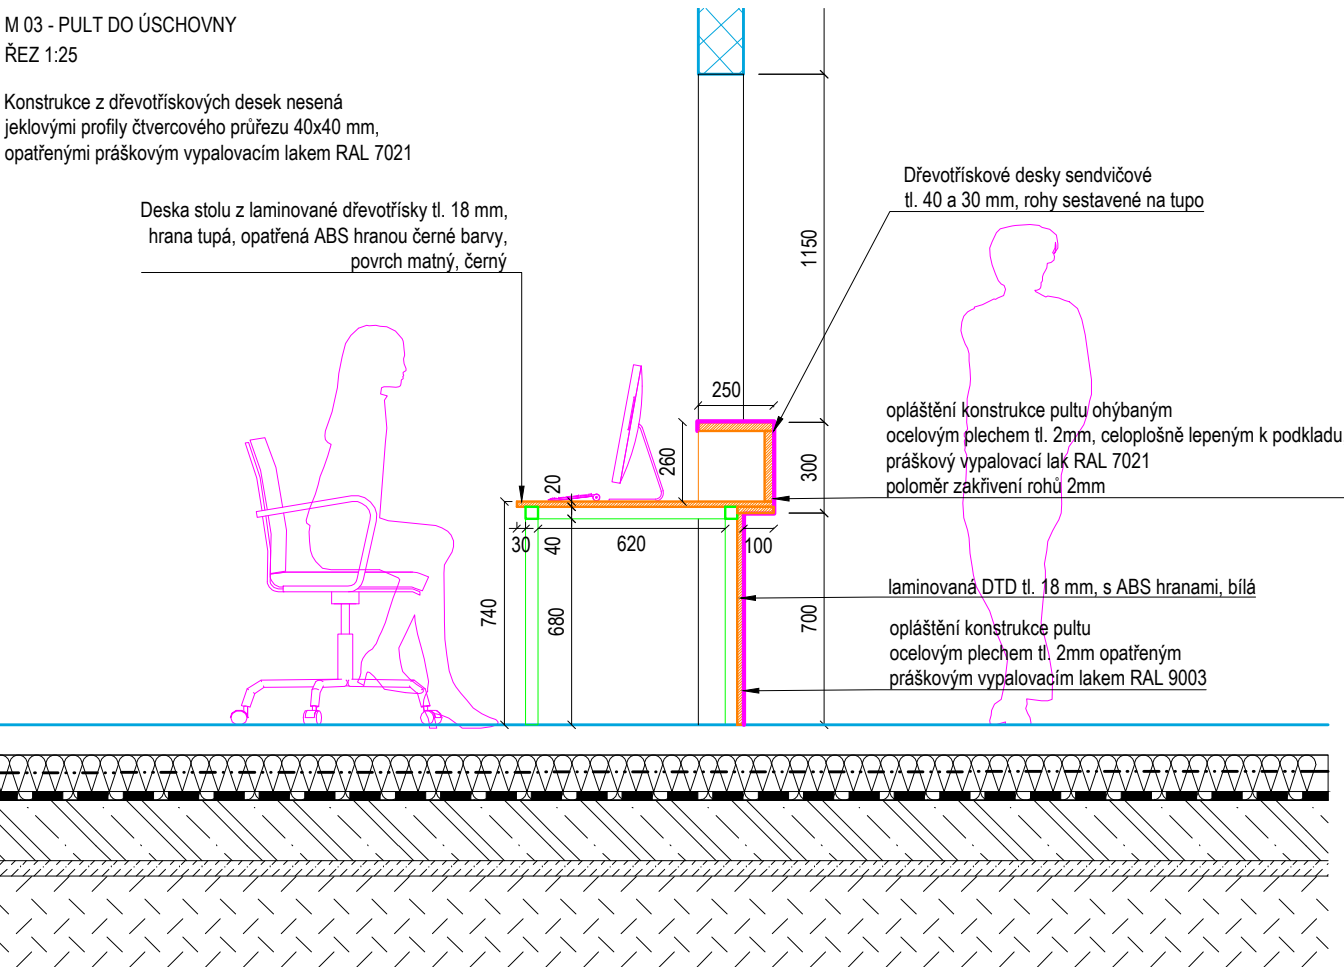 M 03 - PULT DO ÚSCHOVNY
ŘEZ 1:25
Konstrukce z dřevotřískových desek nesená
jeklovými profily čtvercového průřezu 40x40 mm,
opatřenými práškovým vypalovacím lakem RAL 7021
Deska stolu z laminované dřevotřísky tl. 18 mm,
hrana tupá, opatřená ABS hranou černé barvy,
povrch matný, černý
Dřevotřískové desky sendvičové
tl. 40 a 30 mm, rohy sestavené na tupo
1150
250
opláštění konstrukce pultu ohýbaným
ocelovým plechem tl. 2mm, celoplošně lepeným k podkladu
práškový vypalovací lak RAL 7021
poloměr zakřivení rohů 2mm
260
300
20
30
40
620
100
740
680
700
laminovaná DTD tl. 18 mm, s ABS hranami, bílá
opláštění konstrukce pultu
ocelovým plechem tl. 2mm opatřeným
práškovým vypalovacím lakem RAL 9003